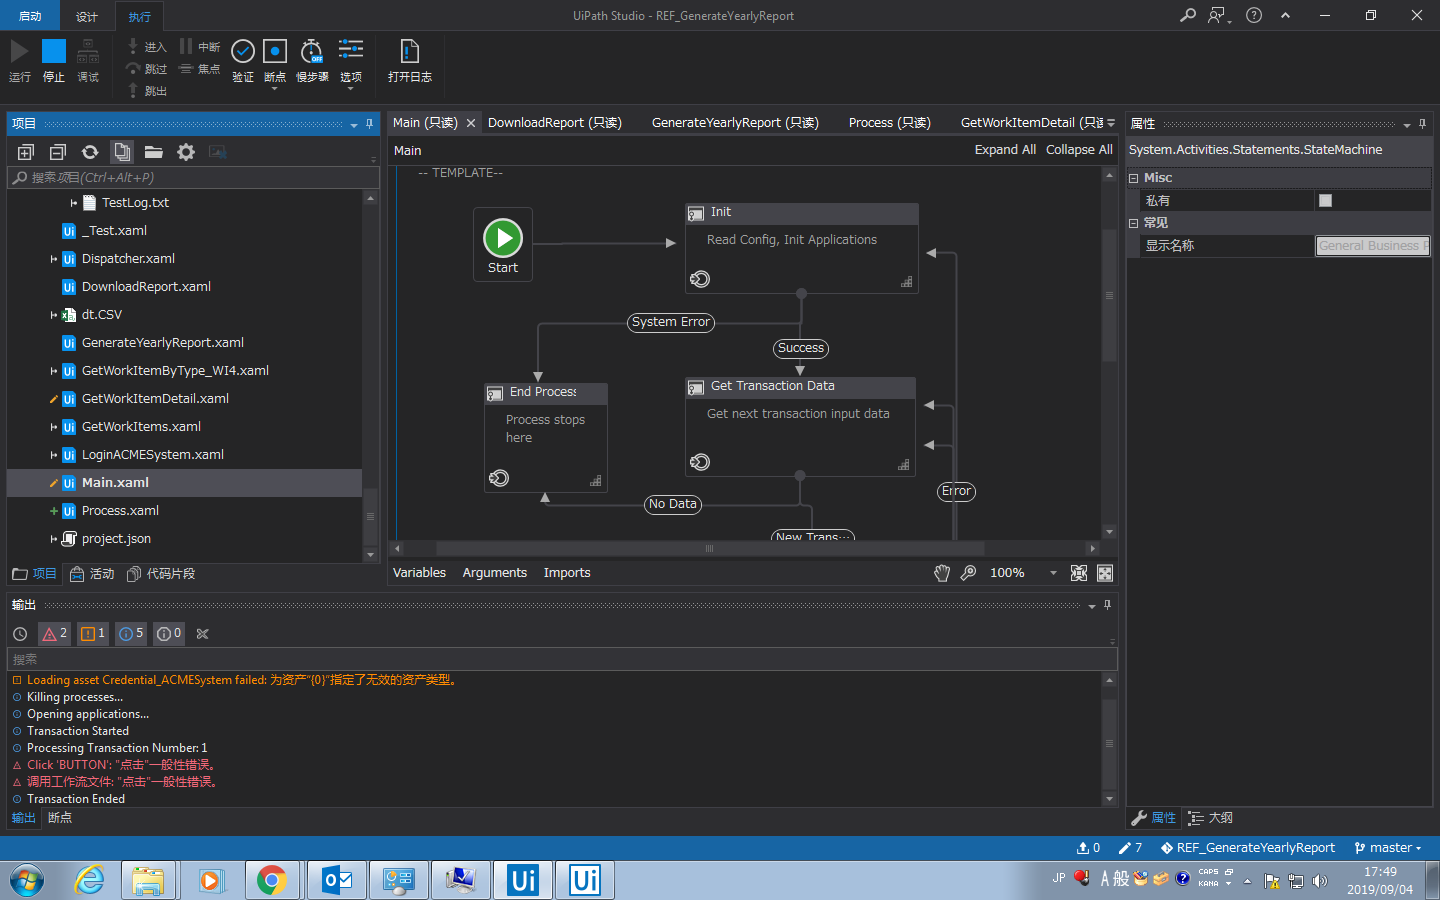 启动 设计 执行 UiPath Studio - REF_GenerateYearlyReport
运行 停止 调试 进入 跳过 跳出 中断 焦点 验证 断点 慢步骤 选项 打开日志
OFF
项目
搜索项目(Ctrl+Alt+P)
TestLog.txt
_Test.xaml
Dispatcher.xaml
DownloadReport.xaml
dt.CSV
GenerateYearlyReport.xaml
GetWorkItemByType_WI4.xaml
GetWorkItemDetail.xaml
GetWorkItems.xaml
LoginACMESystem.xaml
Main.xaml
Process.xaml
project.json
项目 活动 代码片段
Main (只读) DownloadReport (只读) GenerateYearlyReport (只读) Process (只读) GetWorkItemDetail (只读
Main Expand All Collapse All
-- TEMPLATE--
Start
Init
Read Config, Init Applications
System Error
Success
End Process
Process stops
here
Get Transaction Data
Get next transaction input data
No Data
Error
New Trans...
Variables Arguments Imports 100%
属性
System.Activities.Statements.StateMachine
Misc
私有
常见
显示名称 General Business P
属性 大纲
输出
2 1 5 0
搜索
Loading asset Credential_ACMESystem failed: 为资产"{0}"指定了无效的资产类型。
Killing processes...
Opening applications...
Transaction Started
Processing Transaction Number: 1
Click 'BUTTON': "点击"一般性错误。
调用工作流文件: "点击"一般性错误。
Transaction Ended
输出 断点
0 7 REF_GenerateYearlyReport master
Ui Ui JP A 般 CAPS KANA 17:49
2019/09/04